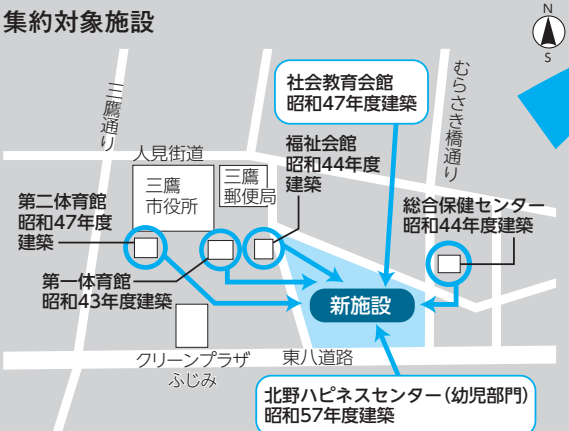 集約対象施設
N
S
社会教育会館
昭和47年度建築
三鷹通り
むらさき橋通り
人見街道
三鷹
市役所
三鷹
郵便局
福祉会館
昭和44年度
建築
第二体育館
昭和47年度
建築
総合保健センター
昭和44年度建築
第一体育館
昭和43年度建築
新施設
クリーンプラザ
ふじみ
東八道路
北野ハピネスセンター(幼児部門)
昭和57年度建築